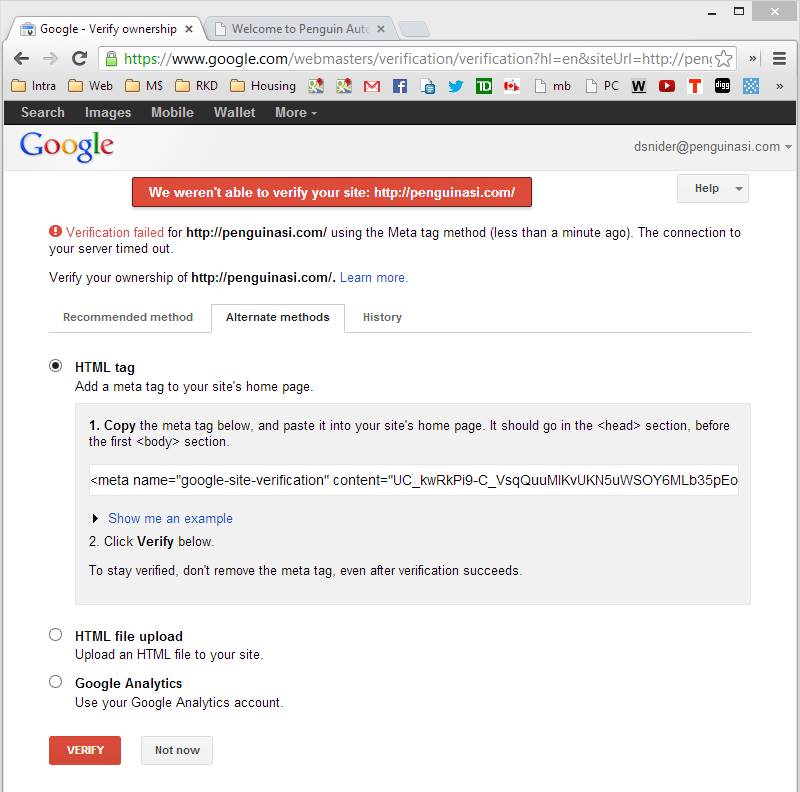 Google - Verify ownership
Welcome to Penguin Auto
https://www.google.com/webmasters/verification/verification?hl=en&siteUrl=http://peng
Intra Web M$ RKD Housing mb PC W T digg »
Search Images Mobile Wallet More
Google
dsnider@penguinasi.com
We weren't able to verify your site: http://penguinasi.com/
Help
Verification failed for http://penguinasi.com/ using the Meta tag method (less than a minute ago). The connection to
your server timed out.
Verify your ownership of http://penguinasi.com/. Learn more.
Recommended method Alternate methods History
HTML tag
Add a meta tag to your site's home page.
1. Copy the meta tag below, and paste it into your site's home page. It should go in the <head> section, before
the first <body> section.
<meta name="google-site-verification" content="UC_kwRkPi9-C_VsqQuuMlKvUKN5uWSOY6MLb35pEo
Show me an example
2. Click Verify below.
To stay verified, don't remove the meta tag, even after verification succeeds.
HTML file upload
Upload an HTML file to your site.
Google Analytics
Use your Google Analytics account.
VERIFY Not now